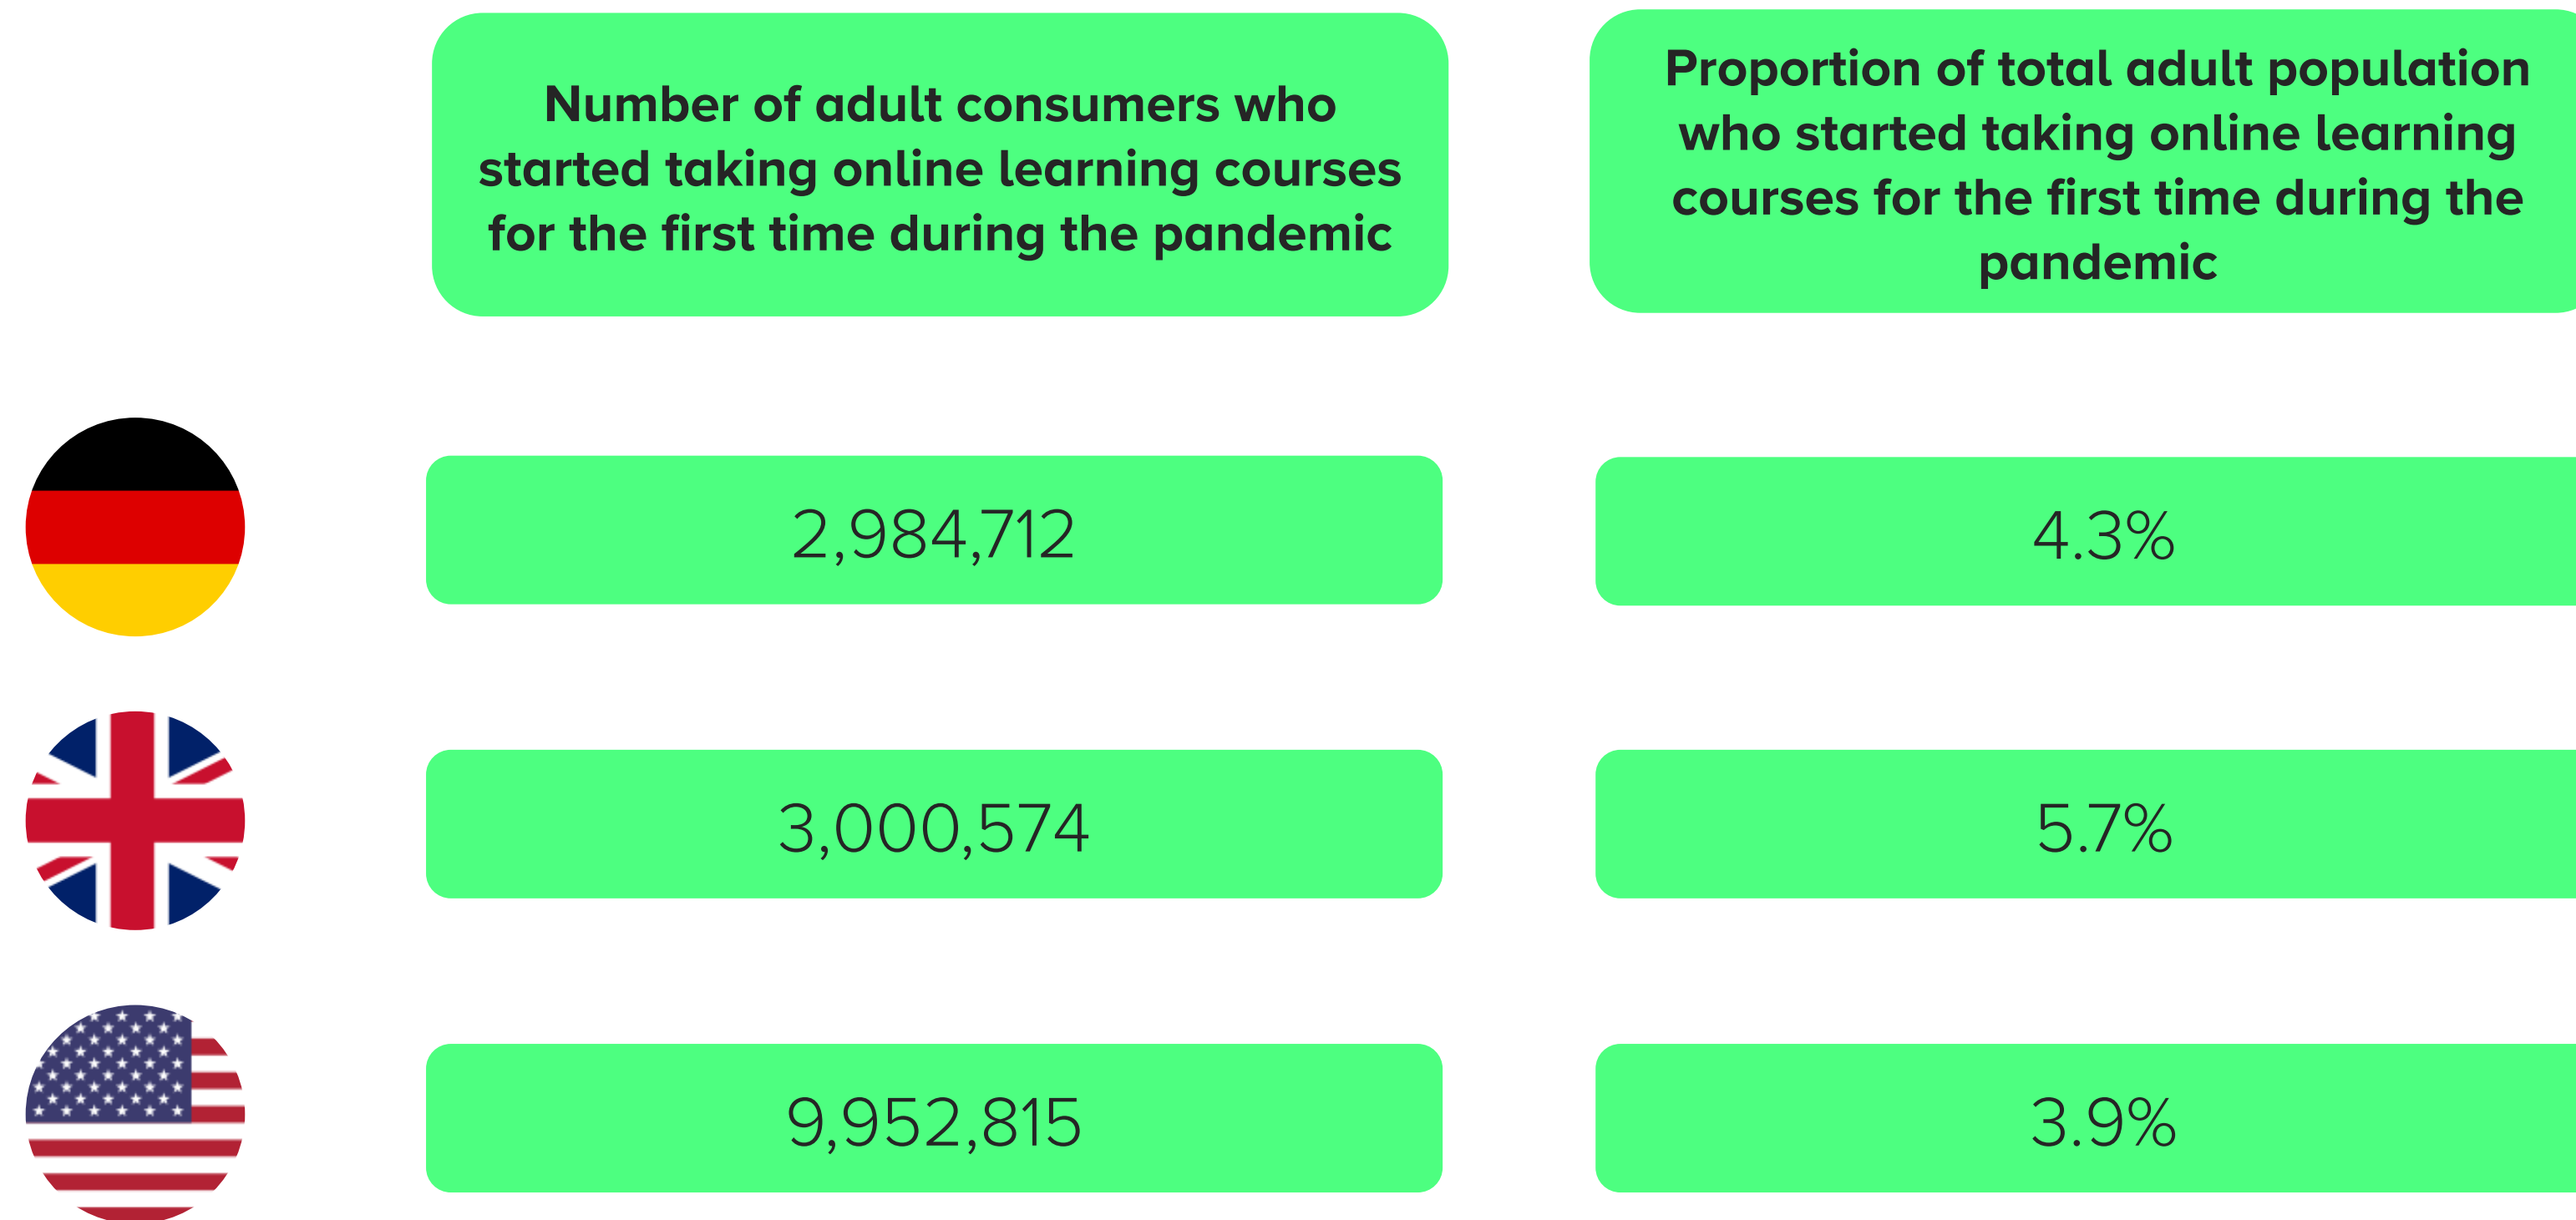 Number of adult consumers who
started taking online learning courses
for the first time during the pandemic
Proportion of total adult population
who started taking online learning
courses for the first time during the
pandemic
2,984,712
4.3%
3,000,574
5.7%
9,952,815
3.9%